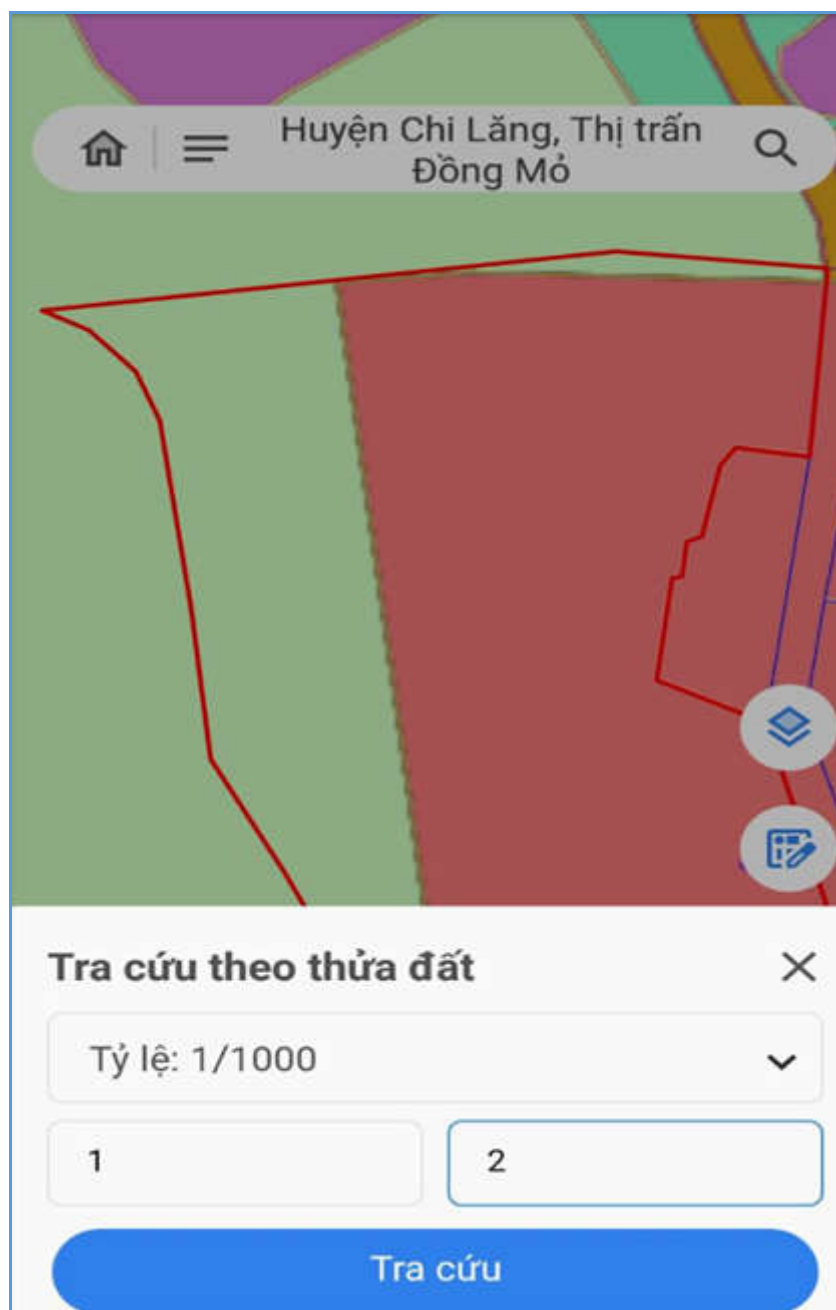 Huyện Chi Lăng, Thị trấn
Đồng Mỏ
Tra cứu theo thửa đất
Tỷ lệ: 1/1000
1 2
Tra cứu